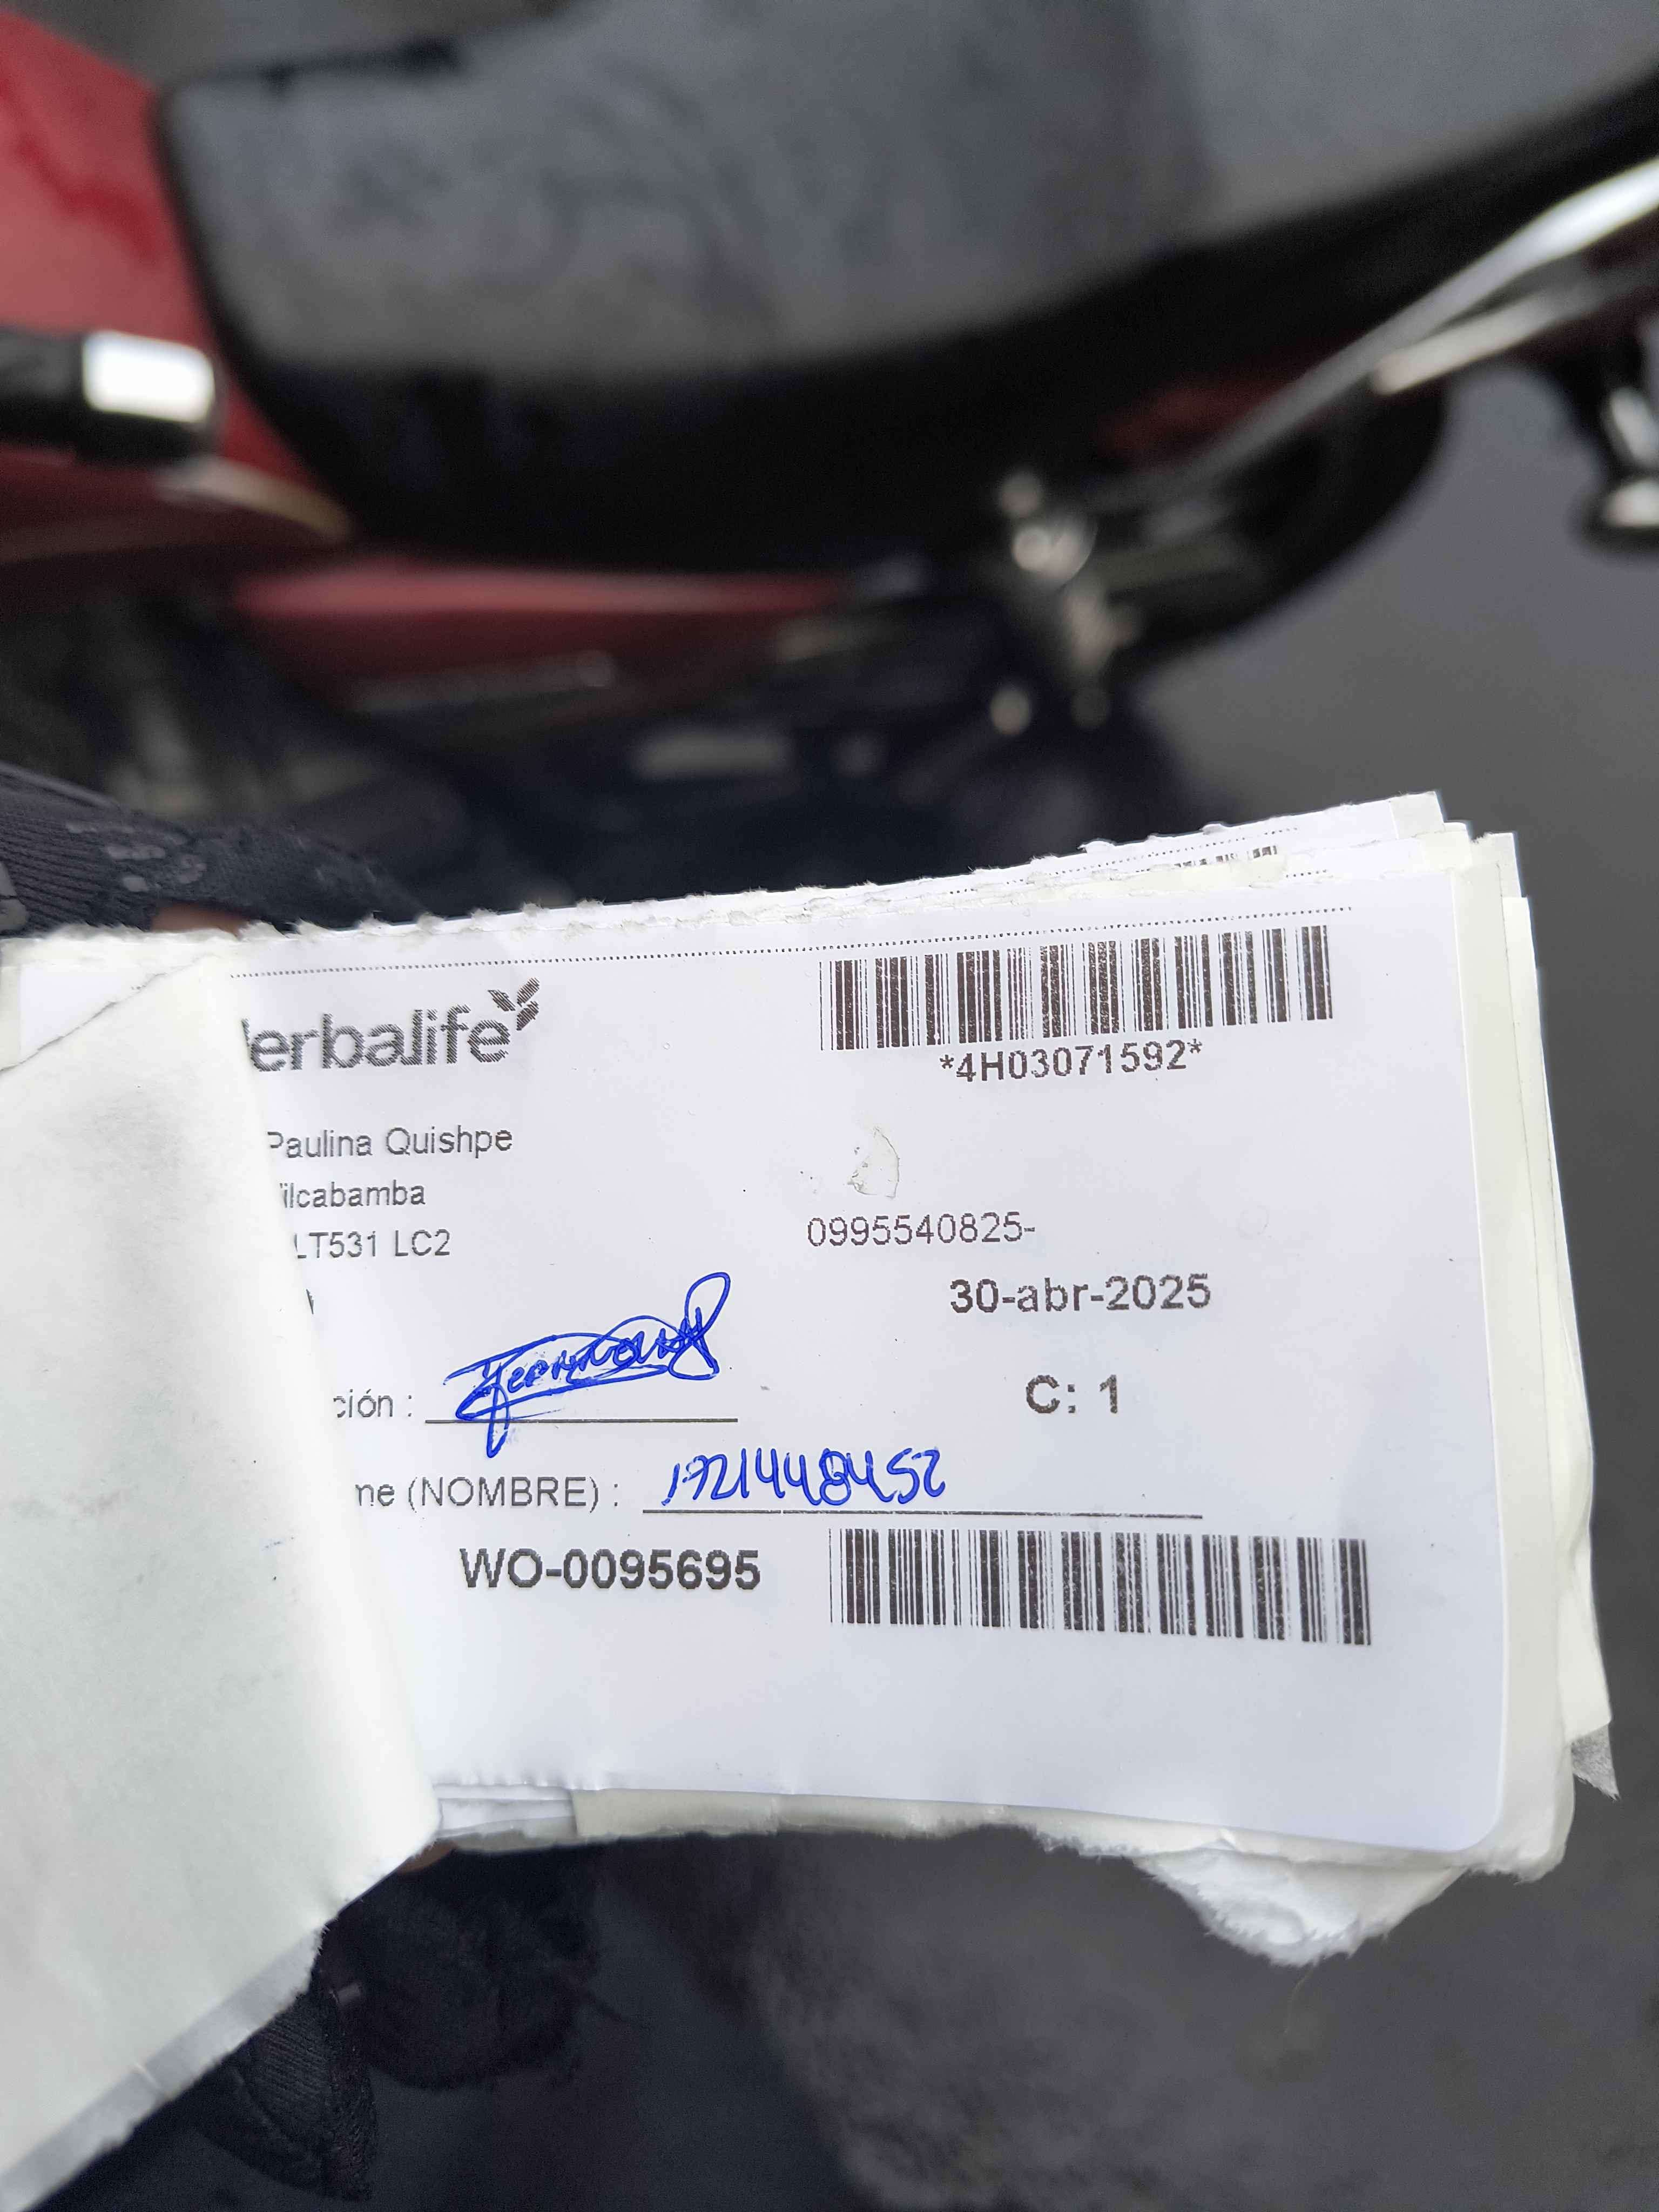 erbalife
*4H03071592*
Paulina Quishpe
ilcabamba
LT531 LC2
0995540825-
30-abr-2025
ción :
C: 1
me (NOMBRE) : 1721448452
WO-0095695